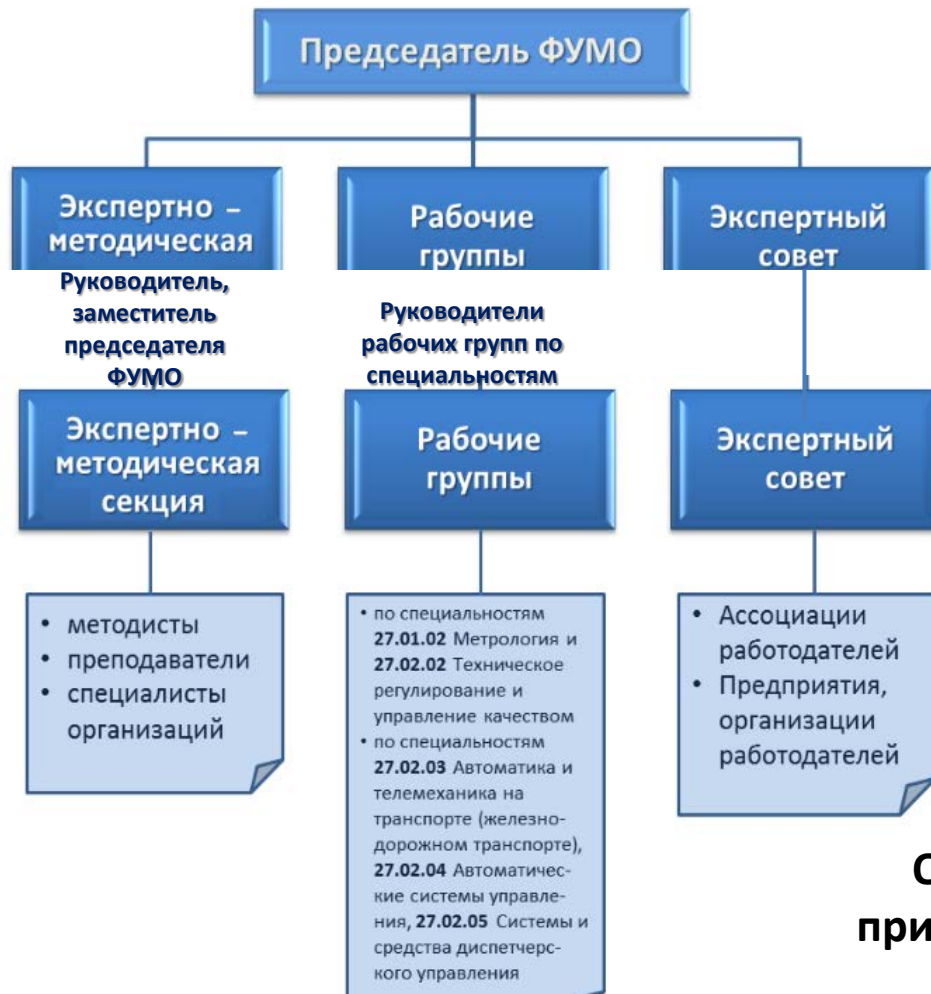 Председатель ФУМО
Экспертно –
методическая
Рабочие
группы
Экспертный
совет
Руководитель,
заместитель
председателя
ФУМО
Руководители
рабочих групп по
специальностям
Экспертно –
методическая
секция
Рабочие
группы
Экспертный
совет
• методисты
• преподаватели
• специалисты
организаций
• по специальностям
27.01.02 Метрология и
27.02.02 Техническое
регулирование и
управление качеством
• по специальностям
27.02.03 Автоматика и
телемеханика на
транспорте (железно-
дорожном транспорте),
27.02.04 Автоматичес-
кие системы управле-
ния, 27.02.05 Системы и
средства диспетчерс-
кого управления
• Ассоциации
работодателей
• Предприятия,
организации
работодателей
при